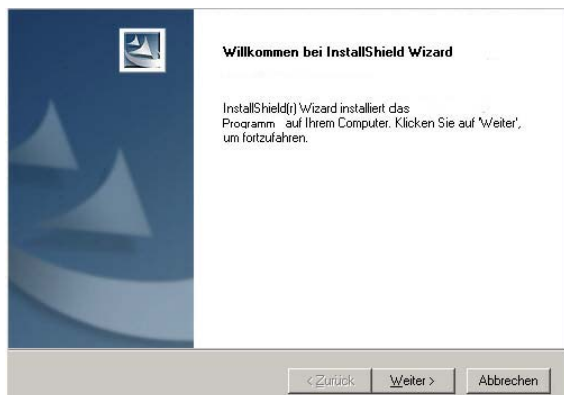 Willkommen bei InstallShield Wizard
InstallShield(r) Wizard installiert das
Programm auf Ihrem Computer. Klicken Sie auf 'Weiter',
um fortzufahren.
< Zurück
Weiter >
Abbrechen